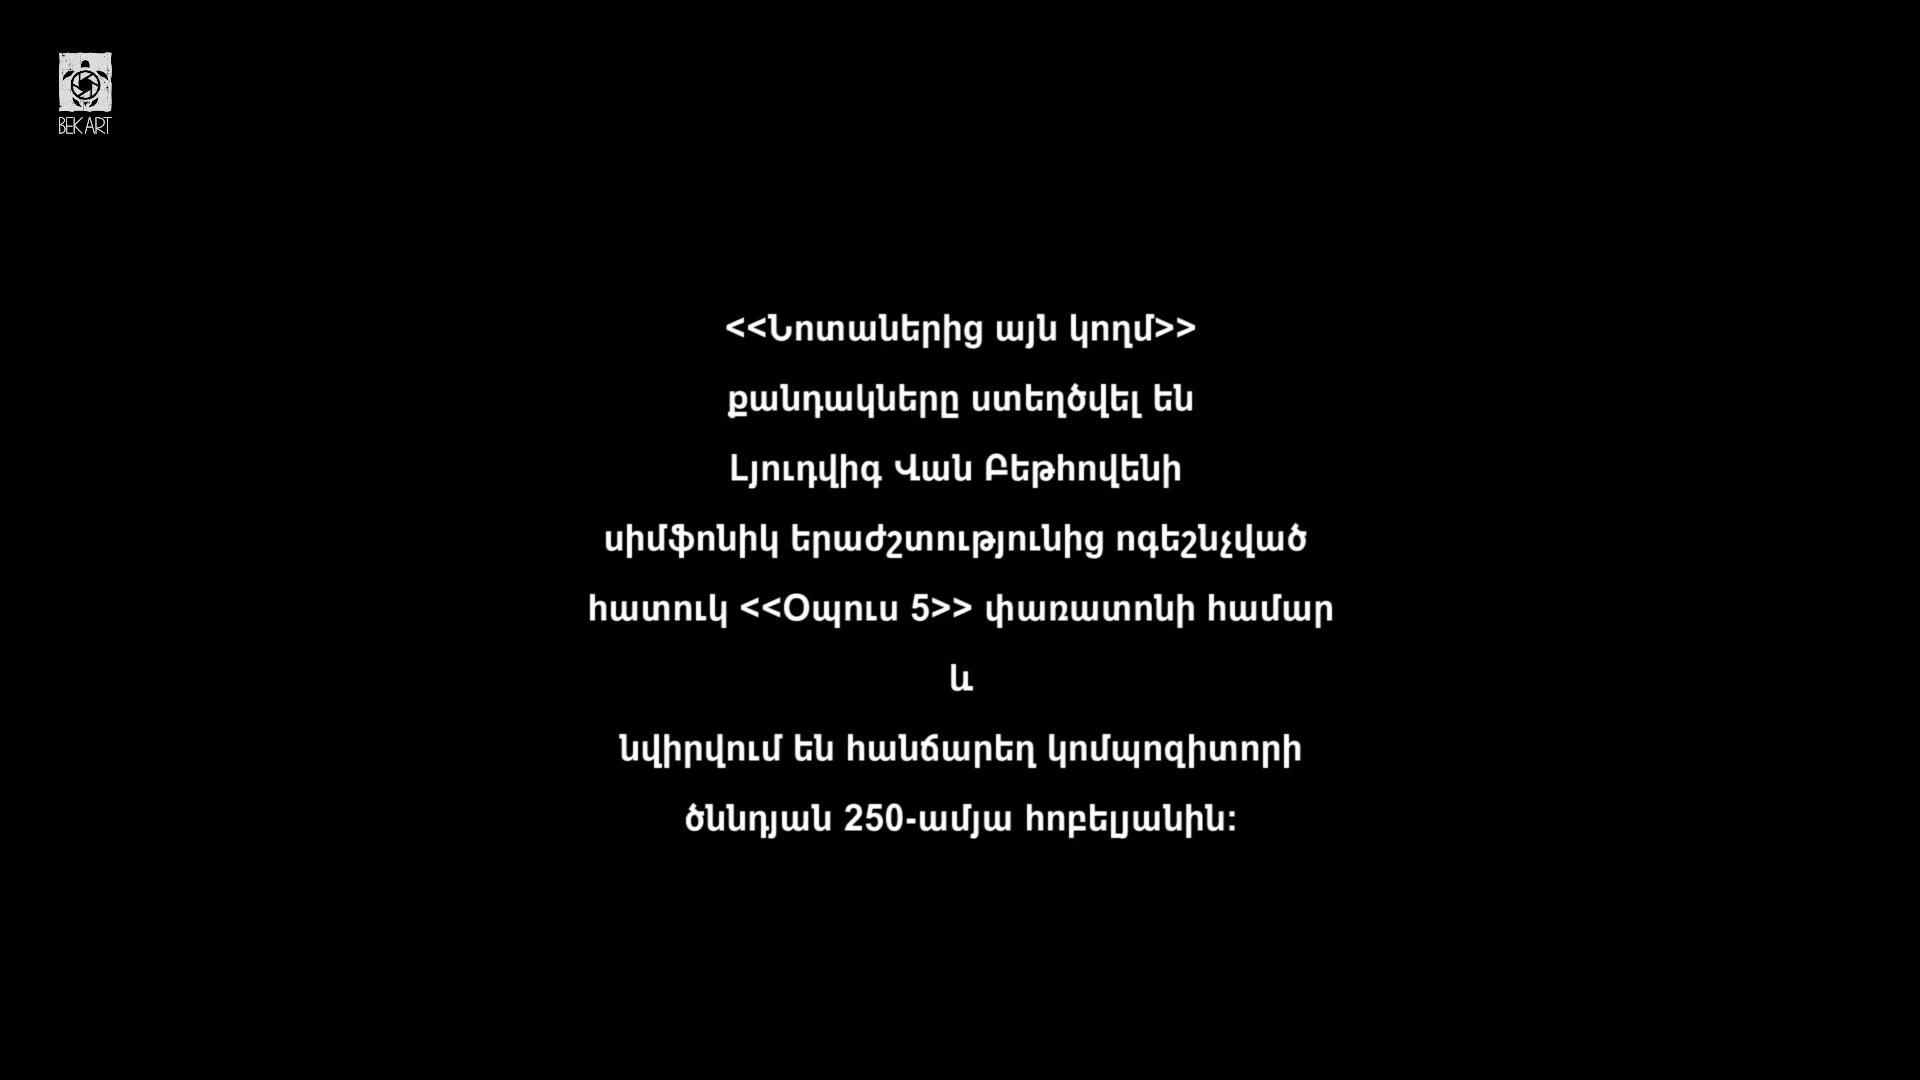 BEK ART
<<Նոտաներից այն կողմ>>
քանդակները ստեղծվել են
Լյուդվիգ Վան Բեթհովենի
սիմֆոնիկ երաժշտությունից ոգեշնչված
հատուկ <<Օպուս 5>> փառատոնի համար
և
նվիրվում են հանճարեղ կոմպոզիտորի
ծննդյան 250-ամյա հոբելյանին: